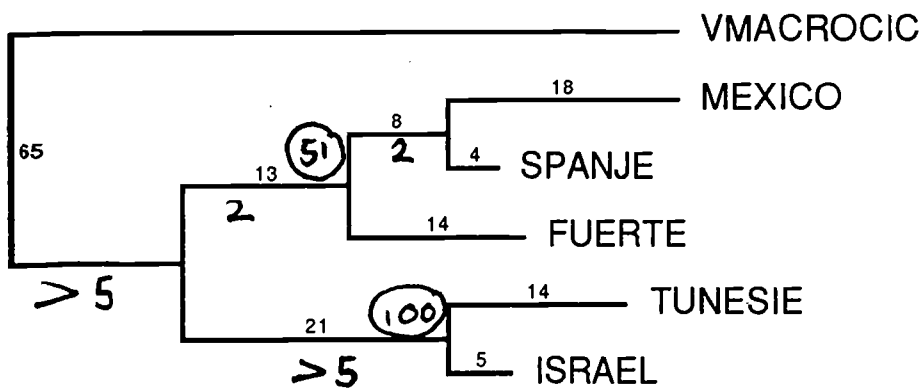 VMACROCIC
18
MEXICO
8
65
51
2
4
SPANJE
13
2
14
FUERTE
>5
14
TUNESIE
100
21
>5
5
ISRAEL